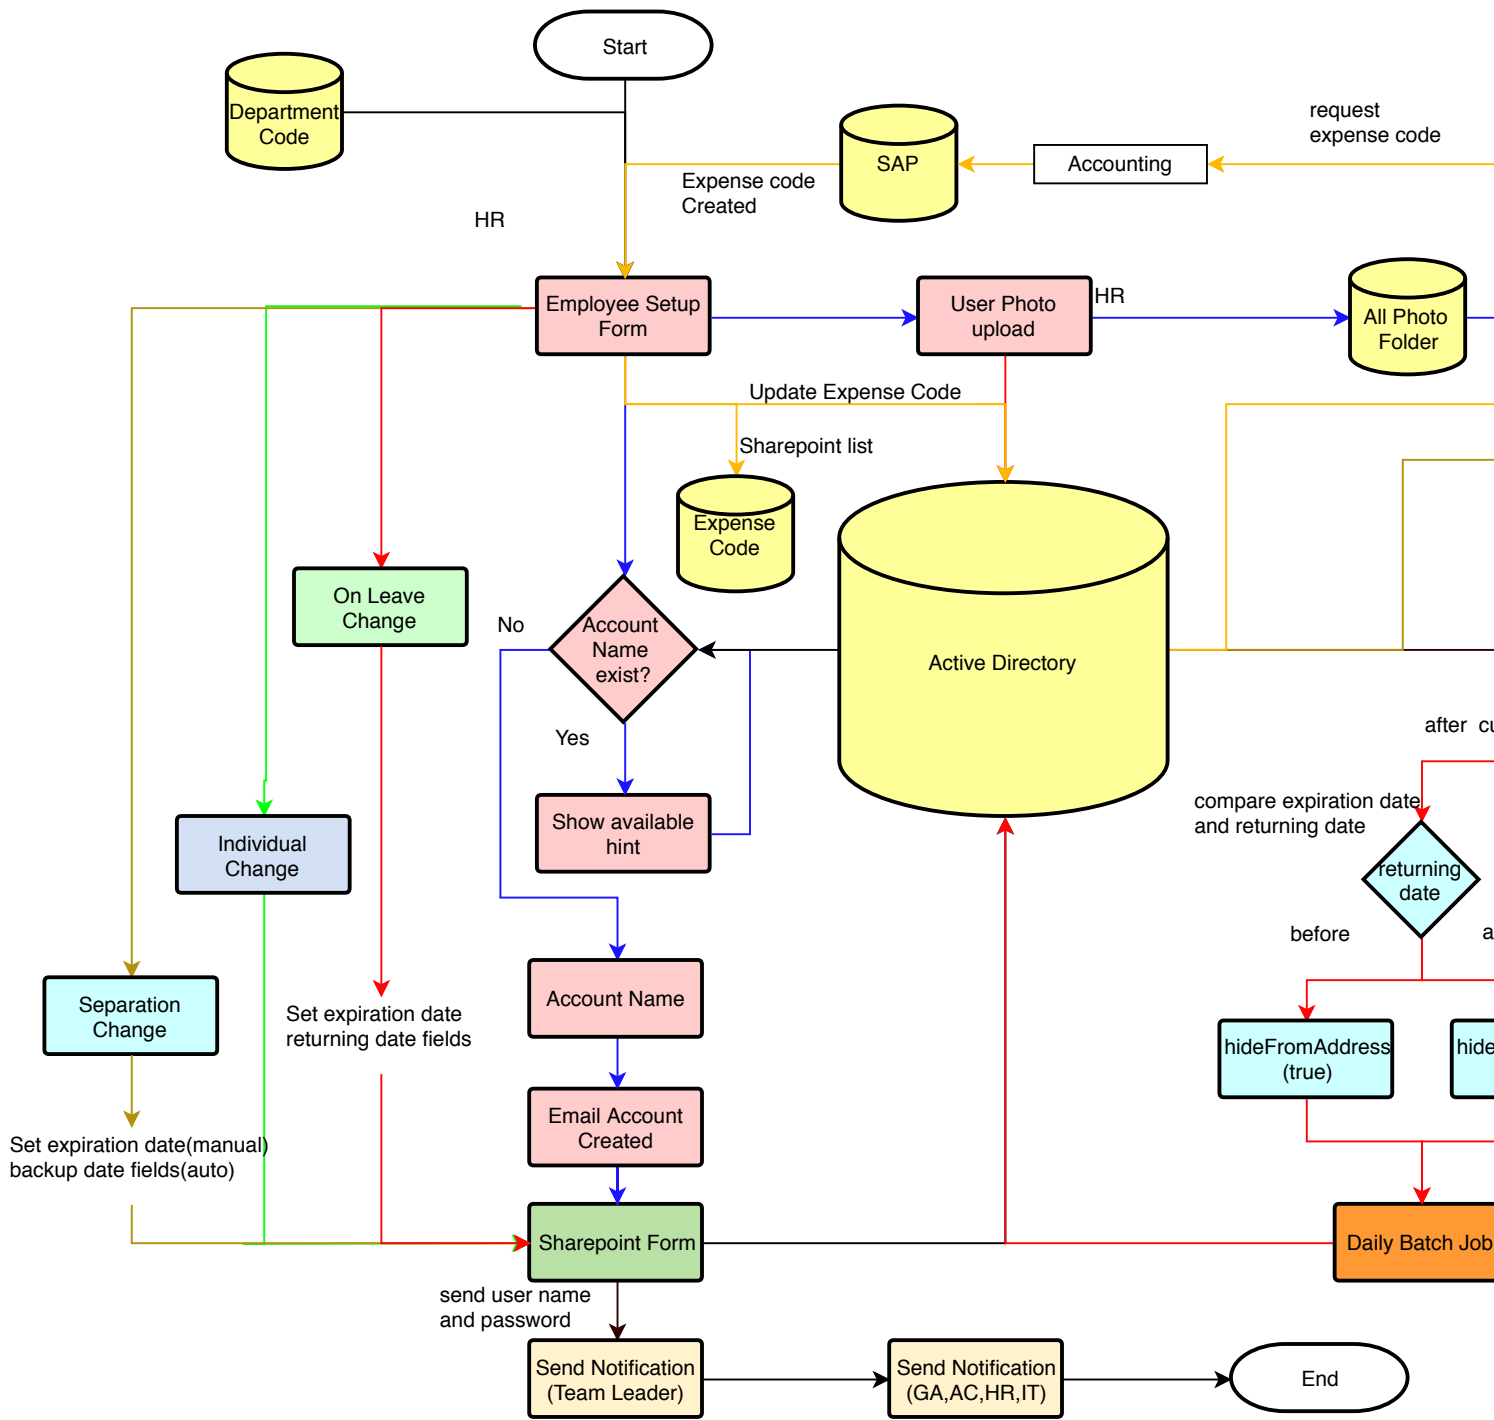 Start
Department
Code
request
expense code
SAP
Accounting
Expense code
Created
HR
Employee Setup
Form
User Photo
upload
HR
All Photo
Folder
Update Expense Code
Sharepoint list
Expense
Code
On Leave
Change
No
Account
Name
exist?
Active Directory
Yes
after
Show available
hint
compare expiration date
and returning date
Individual
Change
returning
date
before
Account Name
Separation
Change
Set expiration date
returning date fields
hideFromAddress
(true)
hide
Email Account
Created
Set expiration date(manual)
backup date fields(auto)
Sharepoint Form
Daily Batch Job
send user name
and password
Send Notification
(Team Leader)
Send Notification
(GA,AC,HR,IT)
End